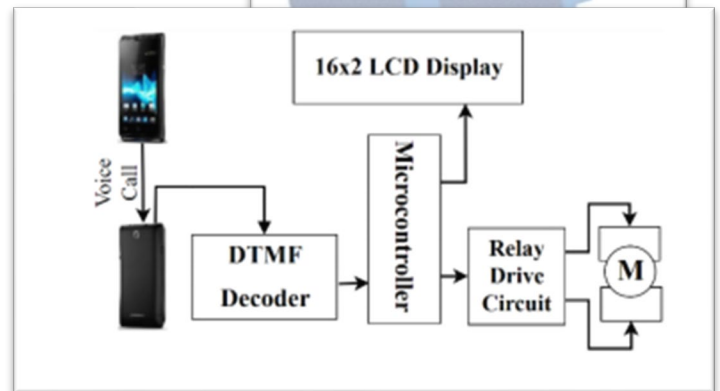 16x2 LCD Display
Voice
Call
DTMF
Decoder
Microcontroller
Relay
Drive
Circuit
M